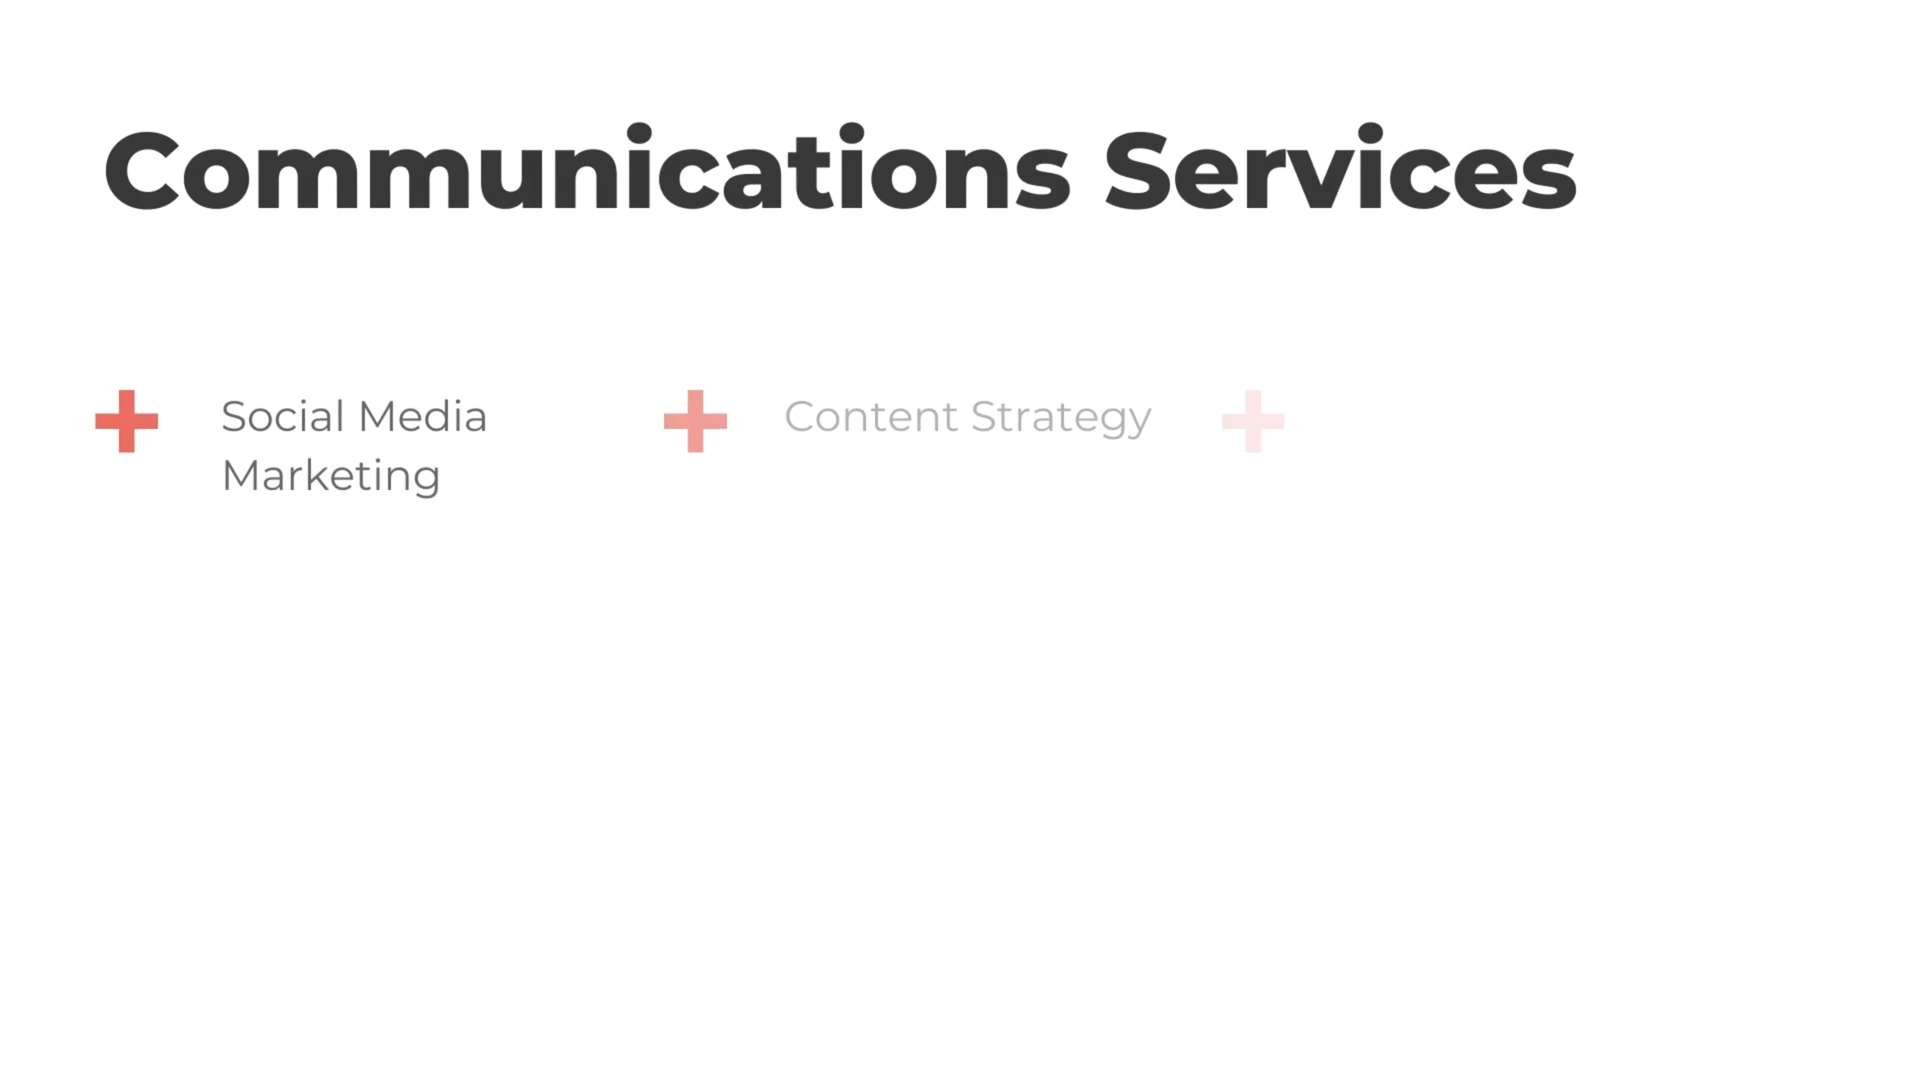 Communications Services
Social Media
Marketing
Content Strategy